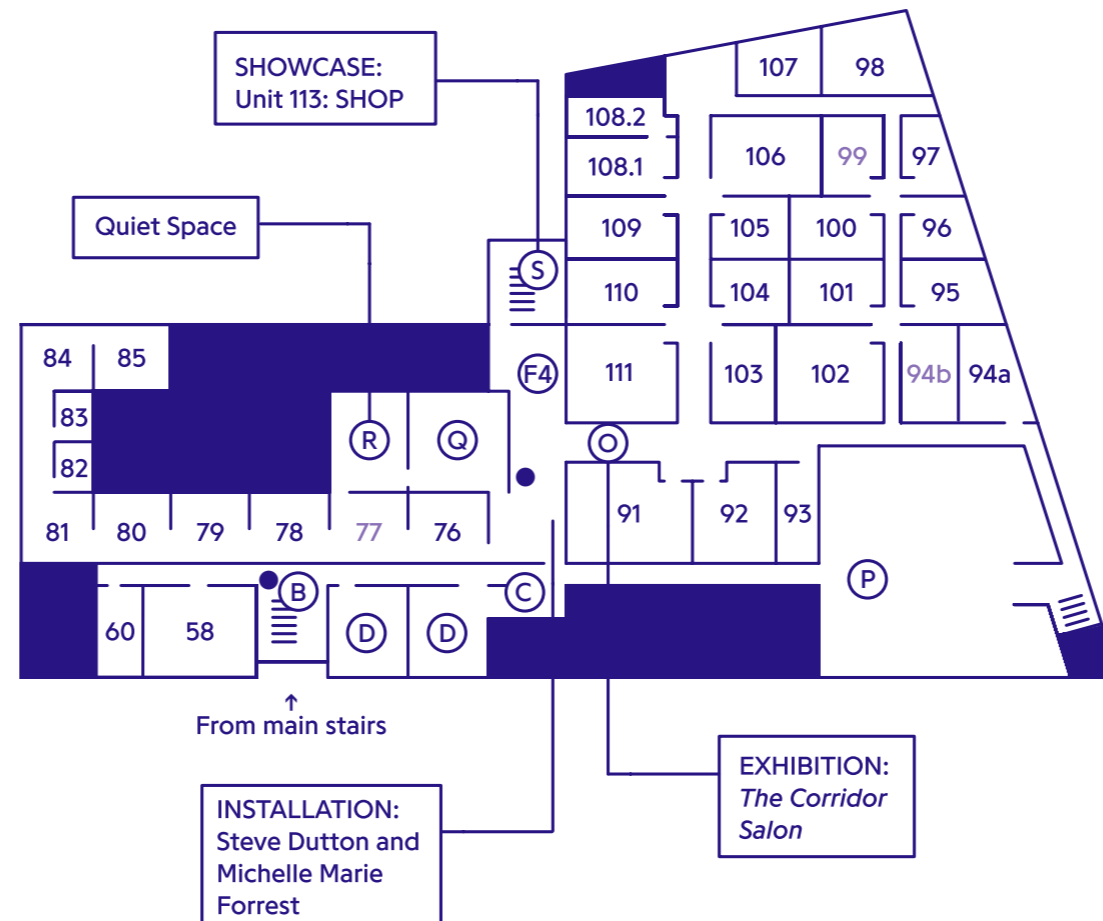 SHOWCASE:
Unit 113: SHOP
107
98
108.2
108.1
106
99
97
Quiet Space
109
105
100
96
S
110
104
101
95
84
85
F4
111
103
102
94b
94a
83
R
Q
O
82
81
80
79
78
77
76
91
92
93
B
C
P
60
58
D
D
↑
From main stairs
EXHIBITION:
The Corridor
Salon
INSTALLATION:
Steve Dutton and
Michelle Marie
Forrest